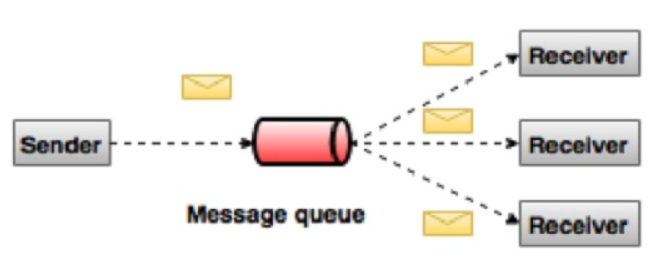 Receiver
Sender
Receiver
Message queue
Receiver